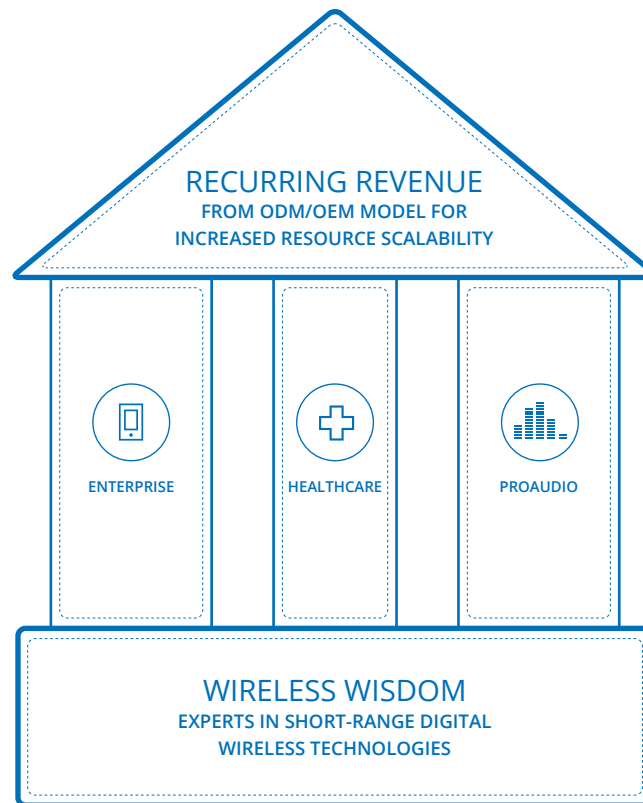 RECURRING REVENUE
FROM ODM/OEM MODEL FOR
INCREASED RESOURCE SCALABILITY
ENTERPRISE
HEALTHCARE
PROAUDIO
WIRELESS WISDOM
EXPERTS IN SHORT-RANGE DIGITAL
WIRELESS TECHNOLOGIES